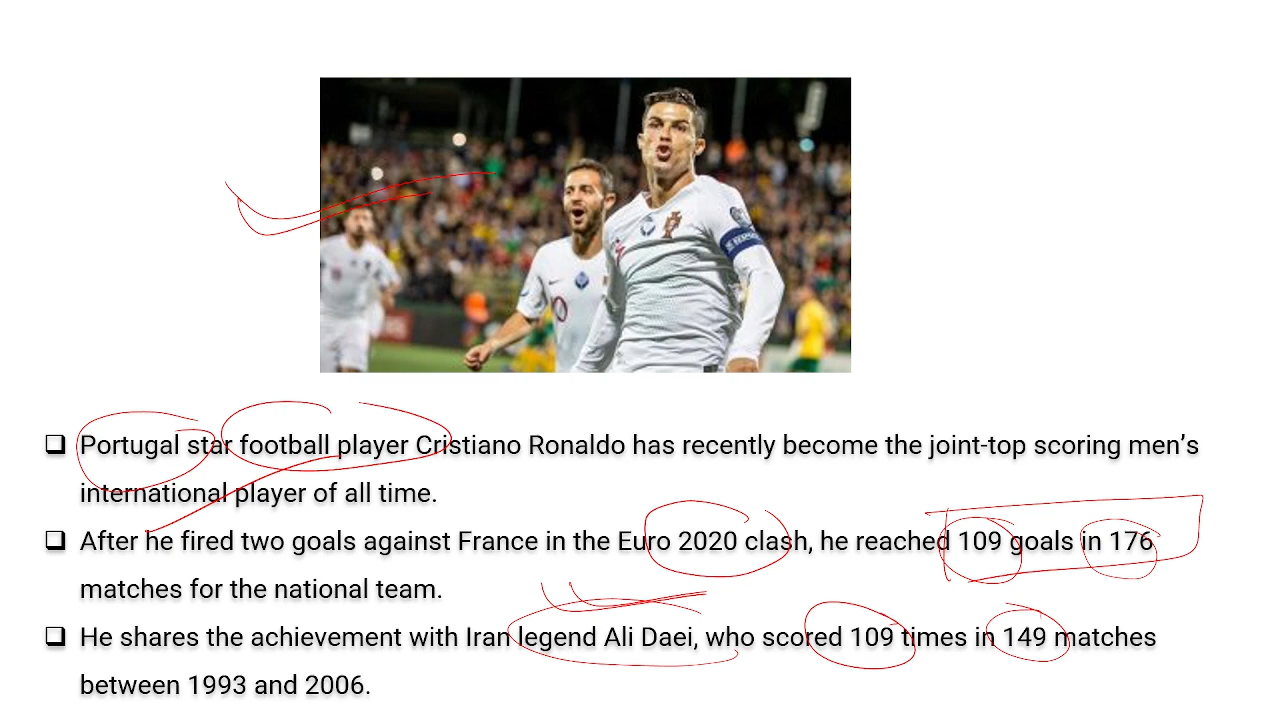 Portugal star football player Cristiano Ronaldo has recently become the joint-top scoring men’s
international player of all time.
After he fired two goals against France in the Euro 2020 clash, he reached 109 goals in 176
matches for the national team.
He shares the achievement with Iran legend Ali Daei, who scored 109 times in 149 matches
between 1993 and 2006.